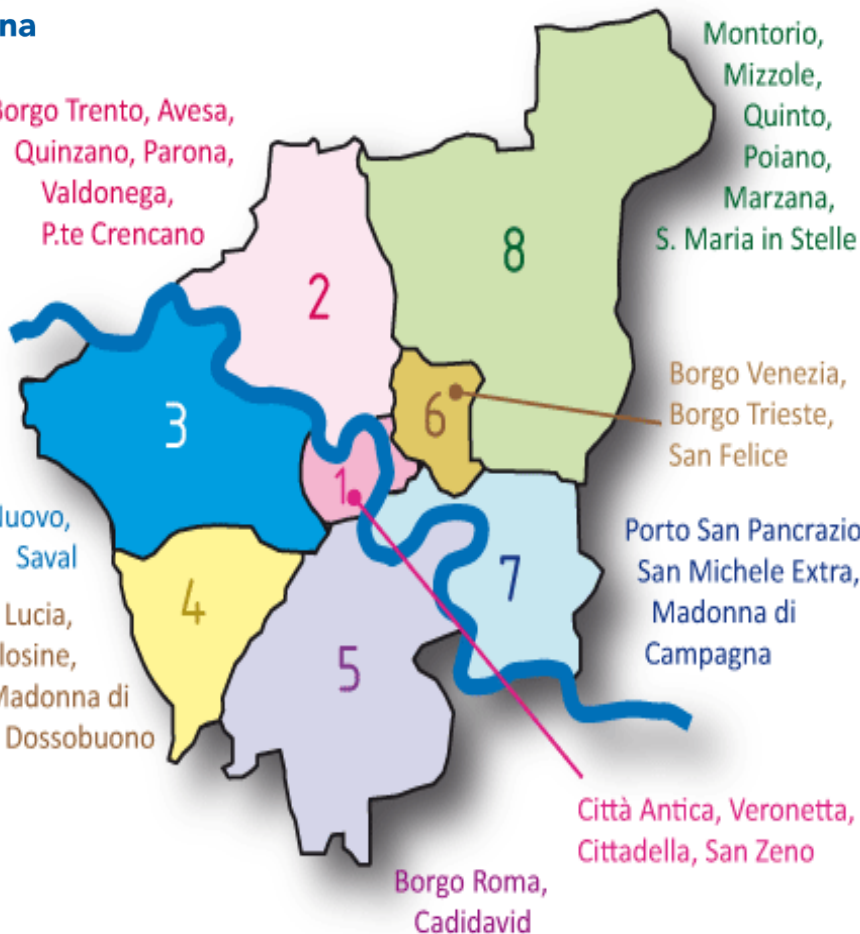 na
Borgo Trento, Avesa,
Quinzano, Parona,
Valdonega,
P.te Crencano
Montorio,
Mizzole,
Quinto,
Poiano,
Marzana,
S. Maria in Stelle
8
2
Borgo Venezia,
Borgo Trieste,
San Felice
6
3
1
Nuovo,
Saval
Porto San Pancrazio
San Michele Extra,
Madonna di
Campagna
7
4
Lucia,
losine,
Madonna di
Dossobuono
5
Città Antica, Veronetta,
Cittadella, San Zeno
Borgo Roma,
Cadidavid